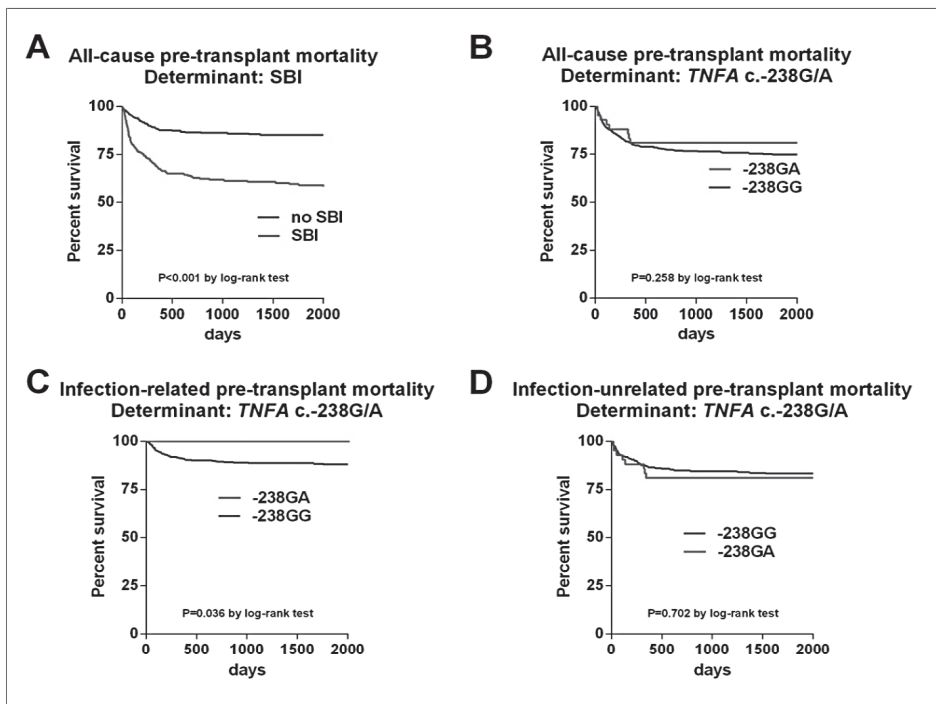 A
All-cause pre-transplant mortality
Determinant: SBI
Percent survival
100
75
50
25
0
no SBI
SBI
P<0.001 by log-rank test
0 500 1000 1500 2000
days
B
All-cause pre-transplant mortality
Determinant: TNFA c.-238G/A
Percent survival
100
75
50
25
0
-238GA
-238GG
P=0.258 by log-rank test
0 500 1000 1500 2000
days
C
Infection-related pre-transplant mortality
Determinant: TNFA c.-238G/A
Percent survival
100
75
50
25
0
-238GA
-238GG
P=0.036 by log-rank test
0 500 1000 1500 2000
days
D
Infection-unrelated pre-transplant mortality
Determinant: TNFA c.-238G/A
Percent survival
100
75
50
25
0
-238GG
-238GA
P=0.702 by log-rank test
0 500 1000 1500 2000
days